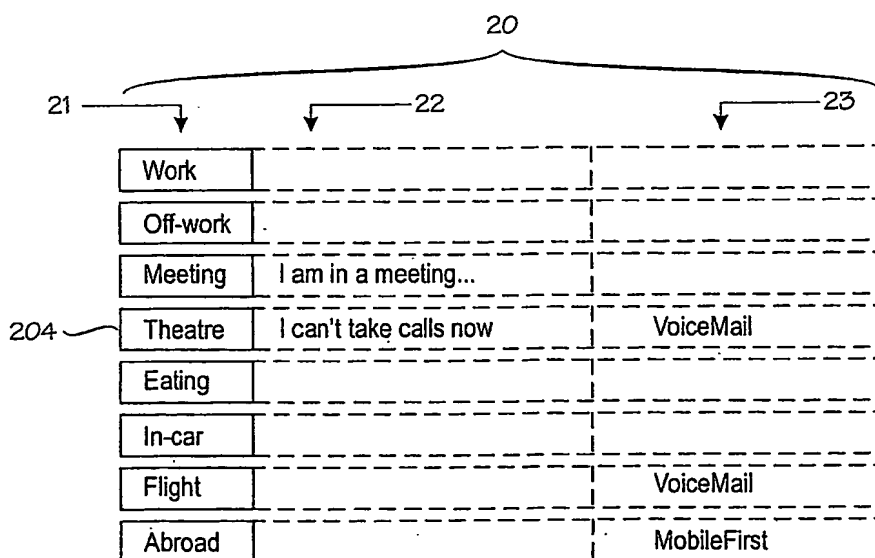 20
21 22 23
Work
Off-work
Meeting I am in a meeting...
204 Theatre I can't take calls now VoiceMail
Eating
In-car
Flight VoiceMail
Abroad MobileFirst